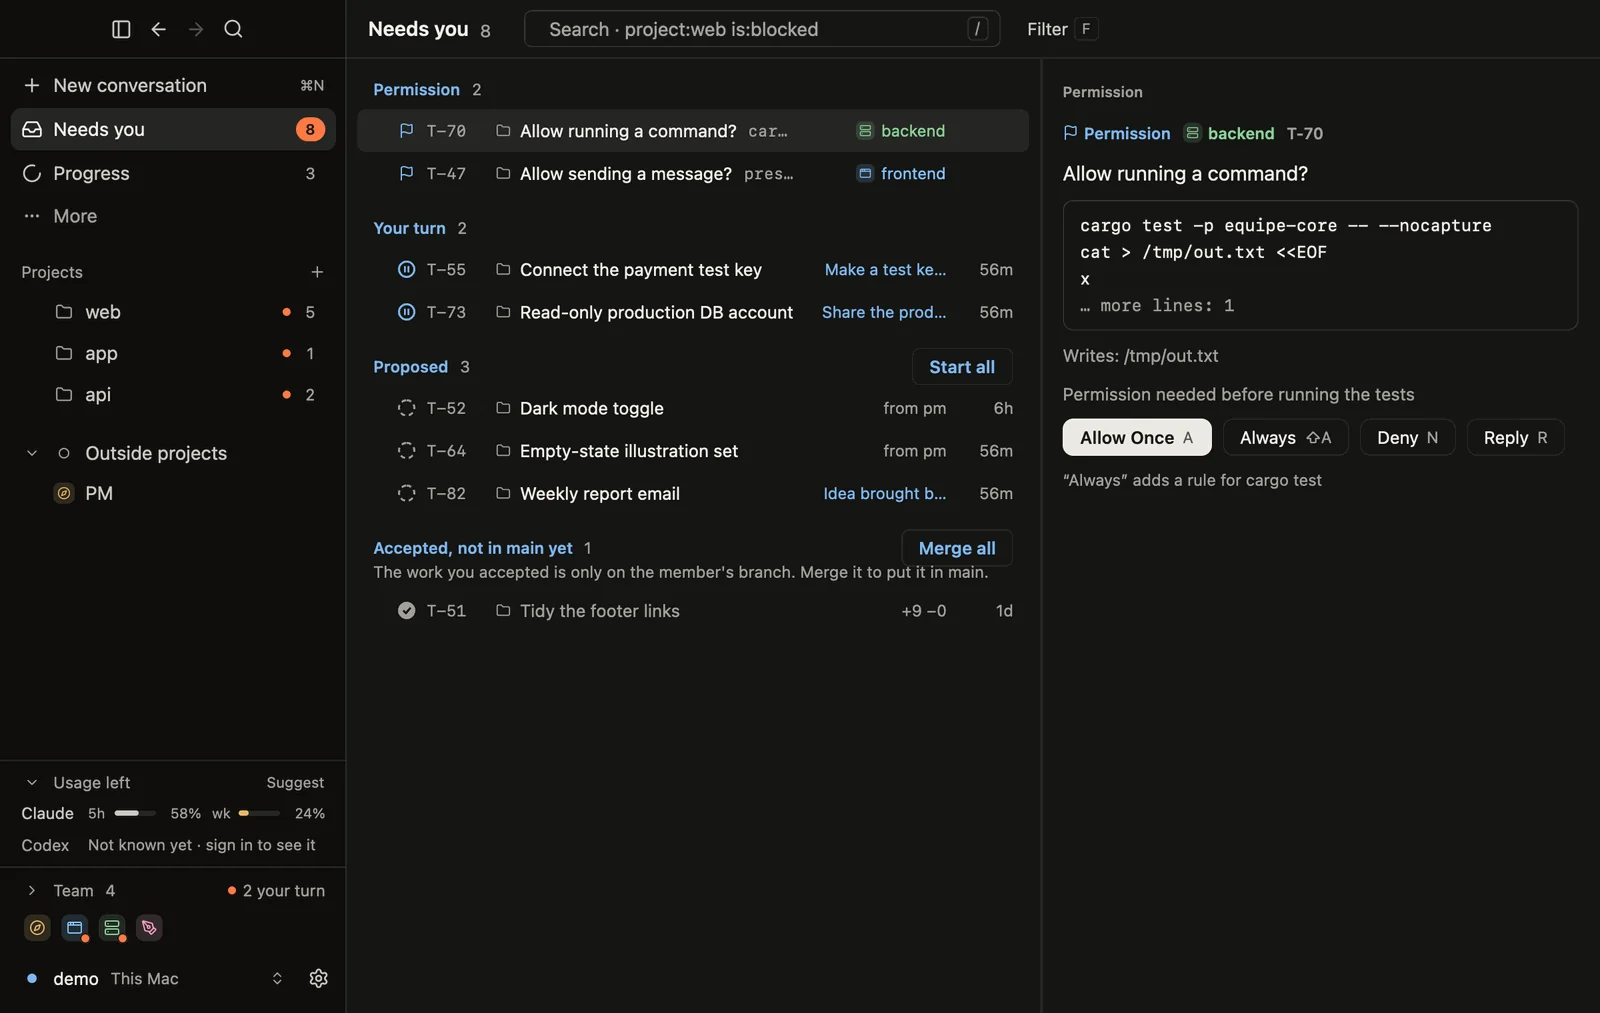 Needs you 8
Search · project:web is:blocked /
Filter F
New conversation ⌘N
Needs you 8
Progress 3
More
Projects
web 5
app 1
api 2
Outside projects
PM
Usage left Suggest
Claude 5h 58% wk 24%
Codex Not known yet · sign in to see it
Team 4 2 your turn
demo This Mac
Permission 2
T-70 Allow running a command? car… backend
T-47 Allow sending a message? pres… frontend
Your turn 2
T-55 Connect the payment test key Make a test ke… 56m
T-73 Read-only production DB account Share the prod… 56m
Proposed 3 Start all
T-52 Dark mode toggle from pm 6h
T-64 Empty-state illustration set from pm 56m
T-82 Weekly report email Idea brought b… 56m
Accepted, not in main yet 1 Merge all
The work you accepted is only on the member's branch. Merge it to put it in main.
T-51 Tidy the footer links +9 −0 1d
Permission
Permission backend T-70
Allow running a command?
cargo test -p equipe-core -- --nocapture
cat > /tmp/out.txt <<EOF
x
… more lines: 1
Writes: /tmp/out.txt
Permission needed before running the tests
Allow Once A Always ⇧A Deny N Reply R
“Always” adds a rule for cargo test